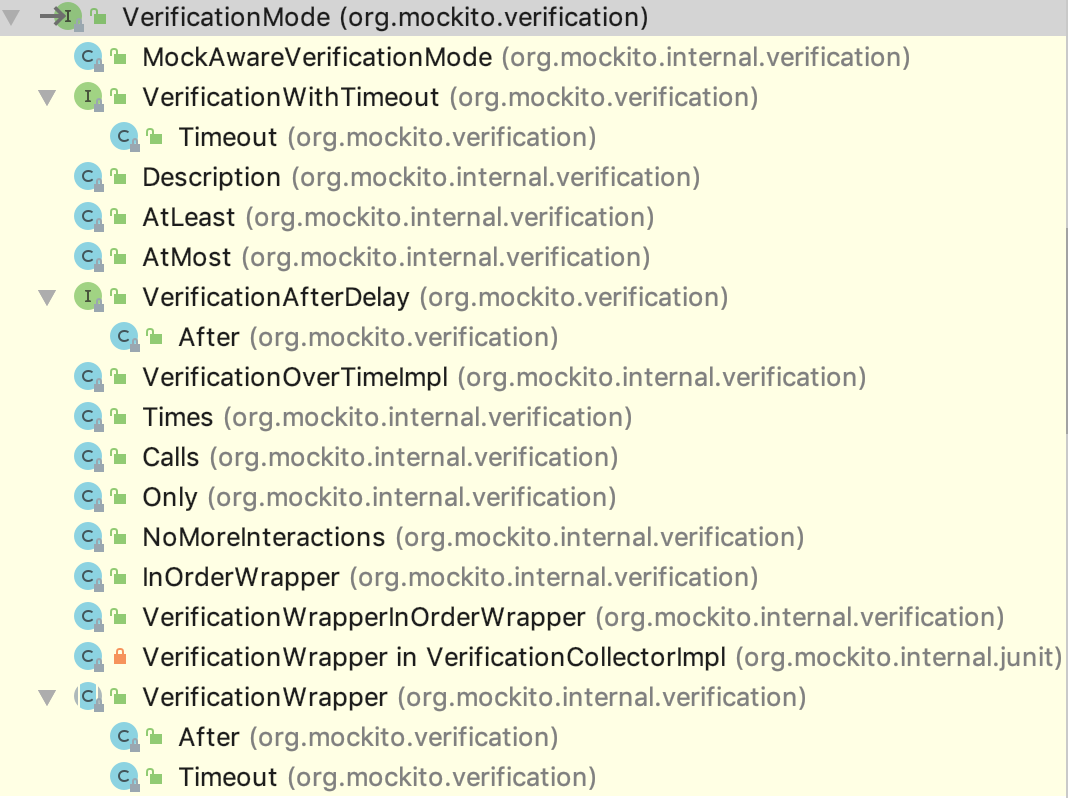 VerificationMode (org.mockito.verification)
MockAwareVerificationMode (org.mockito.internal.verification)
VerificationWithTimeout (org.mockito.verification)
Timeout (org.mockito.verification)
Description (org.mockito.internal.verification)
AtLeast (org.mockito.internal.verification)
AtMost (org.mockito.internal.verification)
VerificationAfterDelay (org.mockito.verification)
After (org.mockito.verification)
VerificationOverTimeImpl (org.mockito.internal.verification)
Times (org.mockito.internal.verification)
Calls (org.mockito.internal.verification)
Only (org.mockito.internal.verification)
NoMoreInteractions (org.mockito.internal.verification)
InOrderWrapper (org.mockito.internal.verification)
VerificationWrapperInOrderWrapper (org.mockito.internal.verification)
VerificationWrapper in VerificationCollectorImpl (org.mockito.internal.junit)
VerificationWrapper (org.mockito.internal.verification)
After (org.mockito.verification)
Timeout (org.mockito.verification)